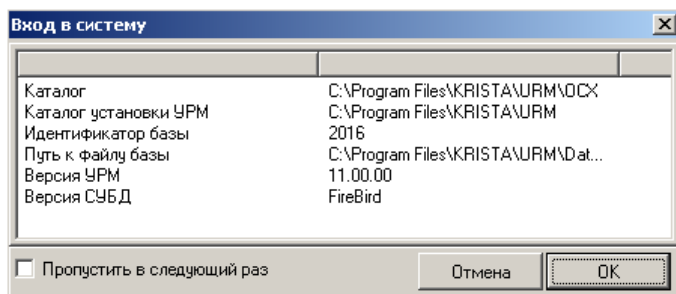 Вход в систему
Каталог C:\Program Files\KRISTA\URM\OCX
Каталог установки УРМ C:\Program Files\KRISTA\URM
Идентификатор базы 2016
Путь к файлу базы C:\Program Files\KRISTA\URM\Dat...
Версия УРМ 11.00.00
Версия СУБД FireBird
Пропустить в следующий раз Отмена OK